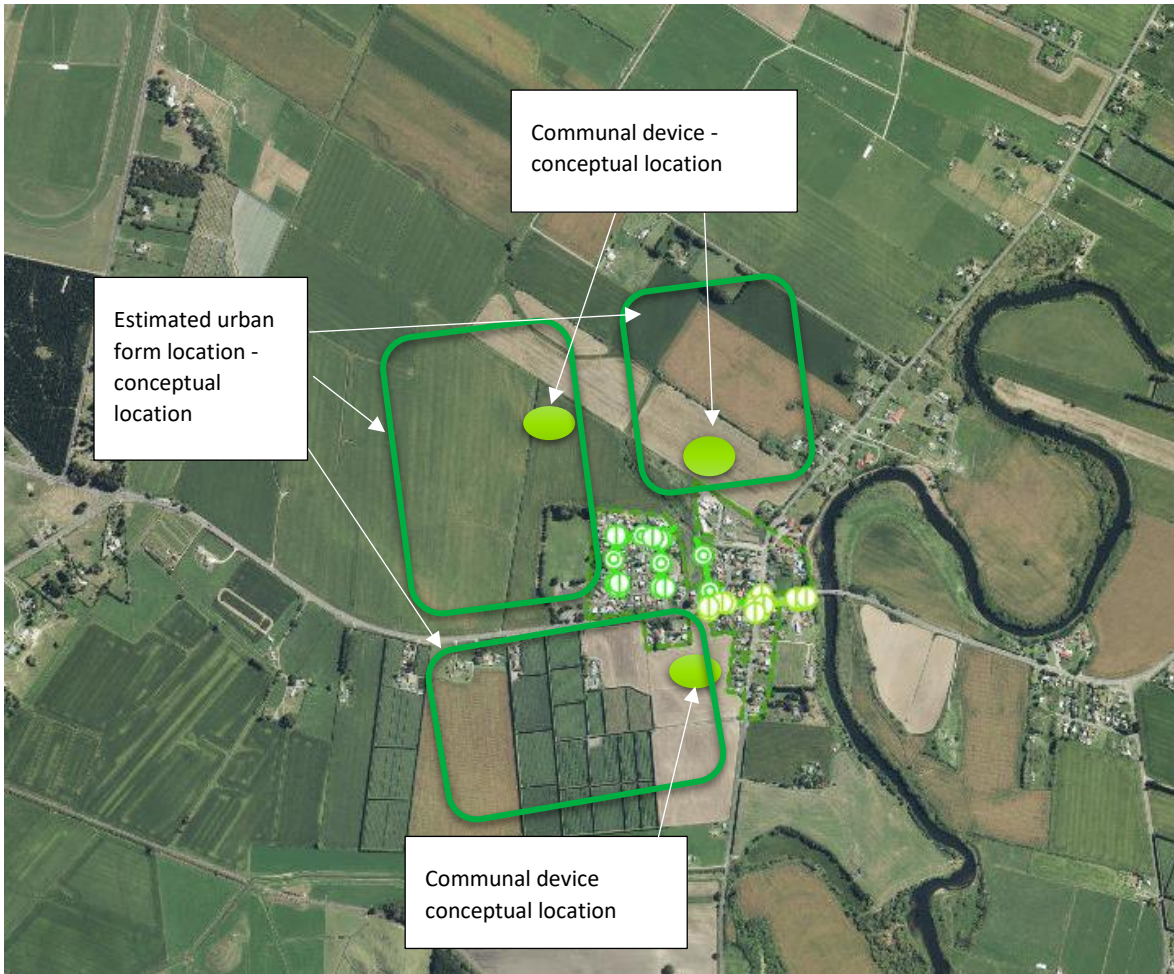 Communal device -
conceptual location
Estimated urban
form location -
conceptual
location
Communal device
conceptual location